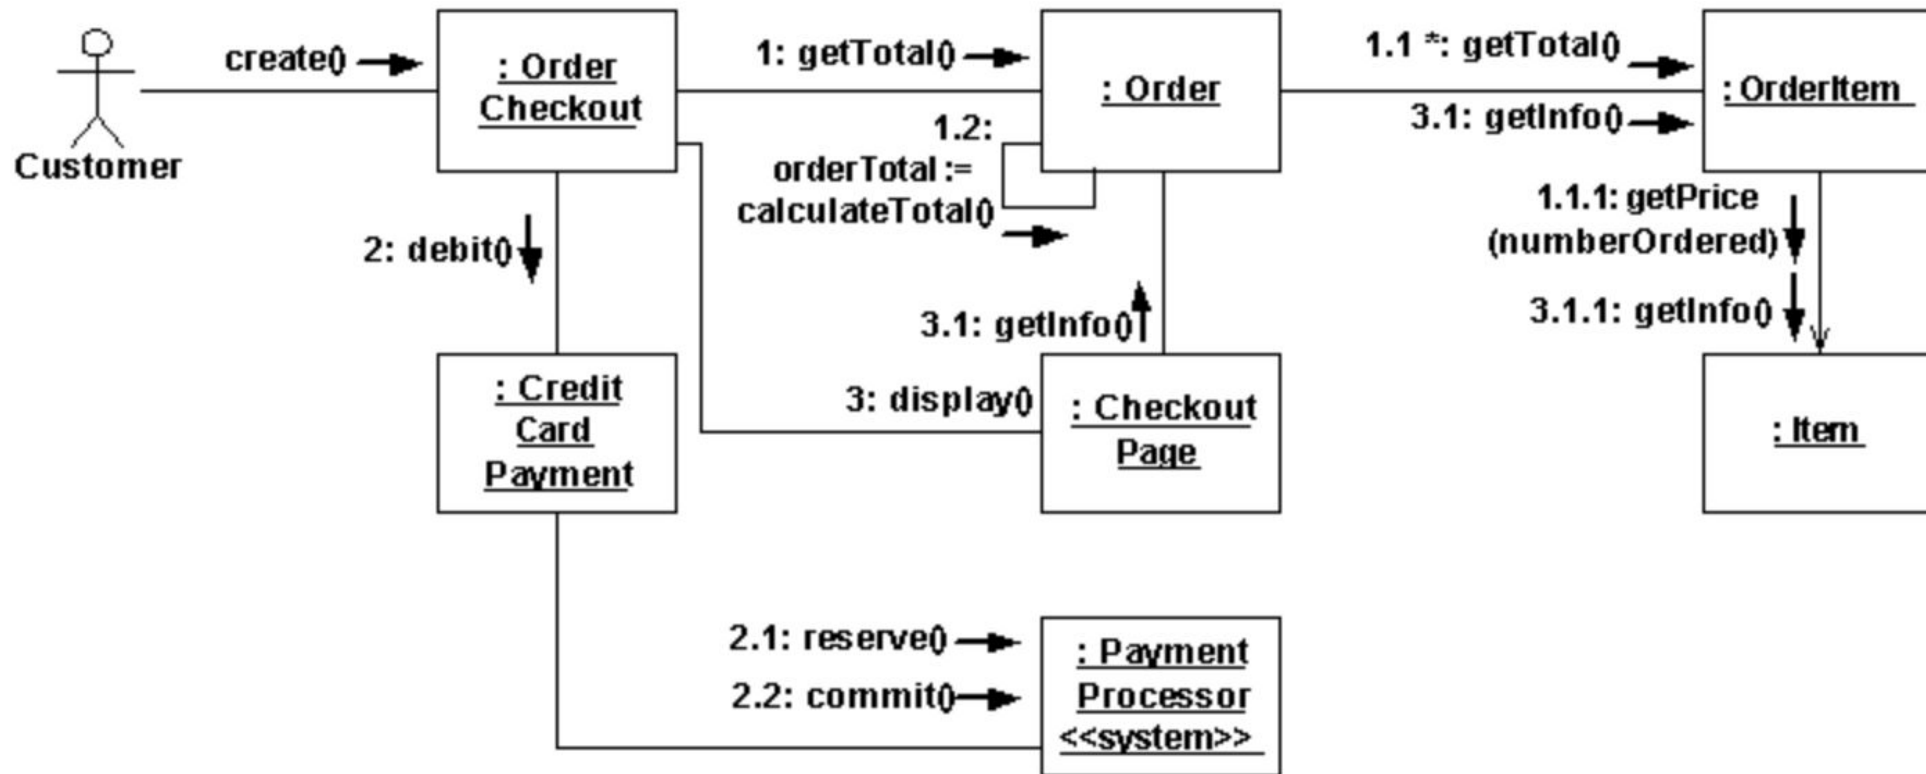 Customer
create()
: Order
Checkout
1: getTotal()
: Order
1.1 *: getTotal()
3.1: getInfo()
: OrderItem
1.2:
orderTotal :=
calculateTotal()
2: debit()
1.1.1: getPrice
(numberOrdered)
3.1.1: getInfo()
3.1: getInfo()
3: display()
: Credit
Card
Payment
: Checkout
Page
: Item
2.1: reserve()
2.2: commit()
: Payment
Processor
<<system>>